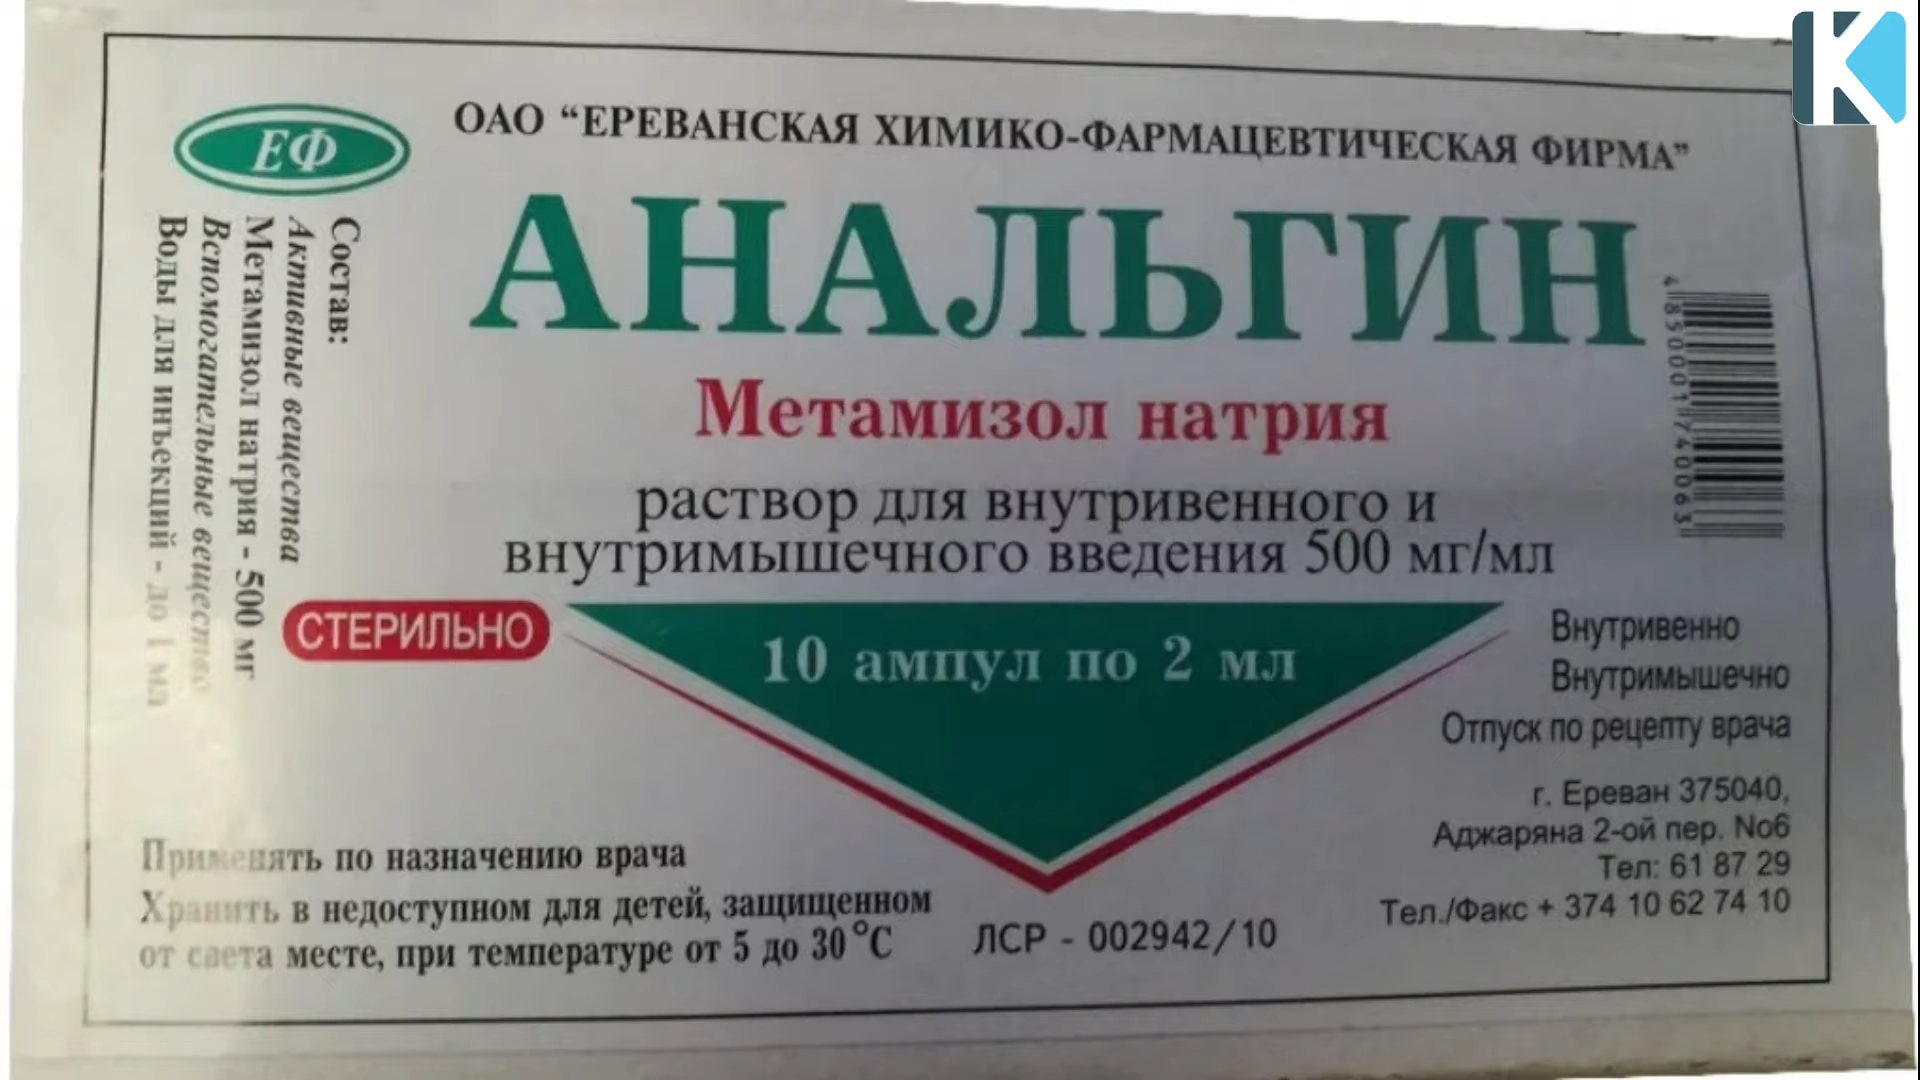 ЕФ
ОАО “ЕРЕВАНСКАЯ ХИМИКО-ФАРМАЦЕВТИЧЕСКАЯ ФИРМА”
АНАЛЬГИН
Метамизол натрия
раствор для внутривенного и
внутримышечного введения 500 мг/мл
Состав:
Активные вещества
Метамизол натрия - 500 мг
Вспомогательные вещества
Воды для инъекций - до 1 мл
4850001740063
СТЕРИЛЬНО
10 ампул по 2 мл
Внутривенно
Внутримышечно
Отпуск по рецепту врача
г. Ереван 375040,
Аджаряна 2-ой пер. No6
Тел: 61 87 29
Тел./Факс + 374 10 62 74 10
Применять по назначению врача
Хранить в недоступном для детей, защищенном
от света месте, при температуре от 5 до 30 °С
ЛСР - 002942/10
K